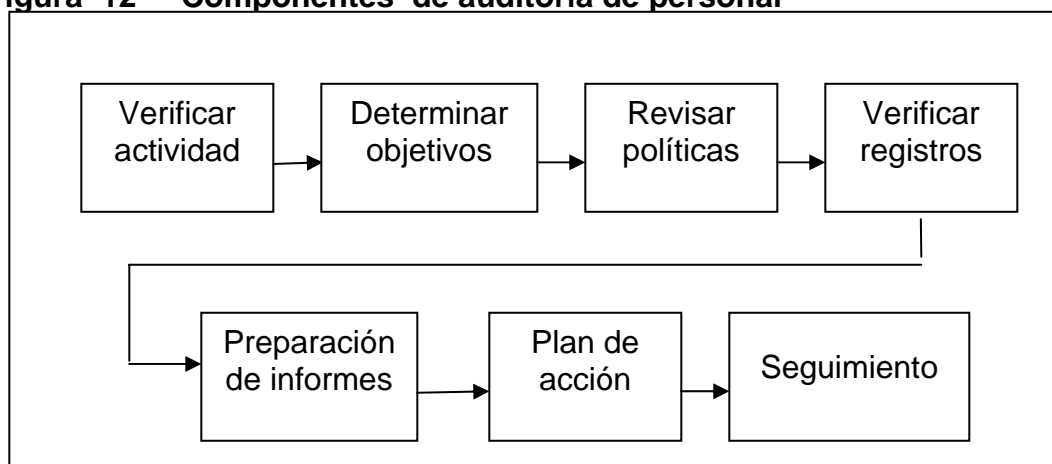 igura 12 Componentes de auditoría de personal
Verificar
actividad
Determinar
objetivos
Revisar
políticas
Verificar
registros
Preparación
de informes
Plan de
acción
Seguimiento